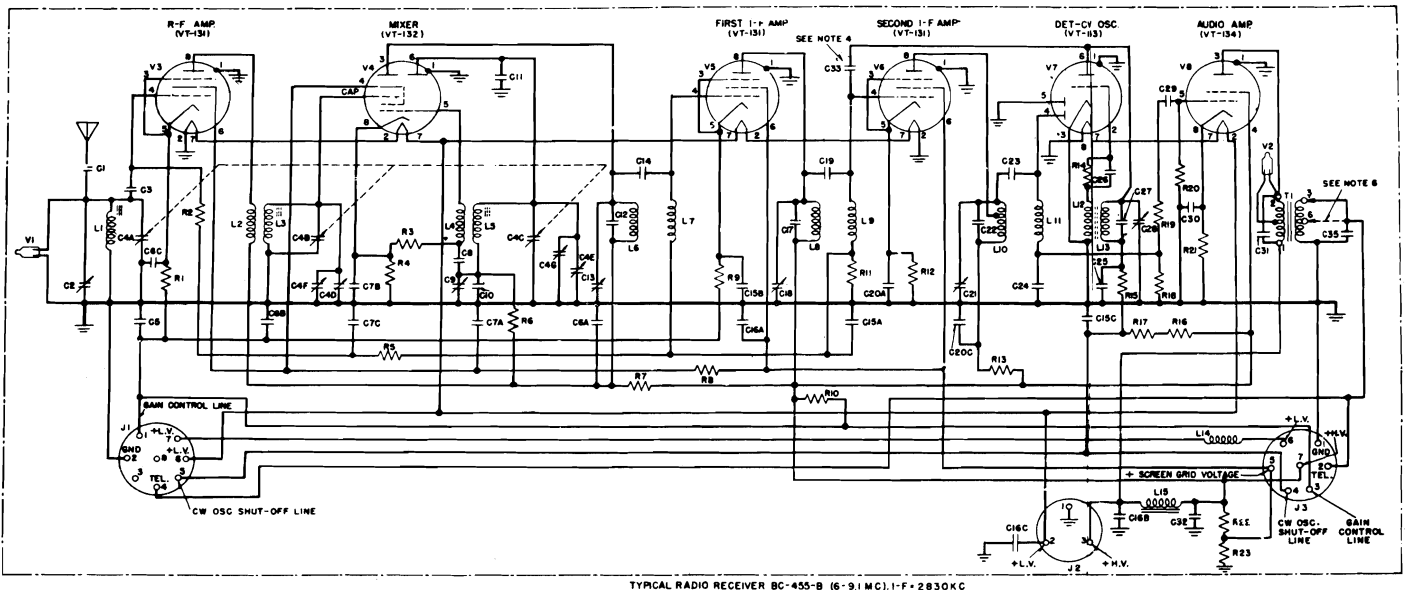 R-F AMP.
(VT-131)
MIXER
(VT-132)
FIRST I-F AMP
(VT-131)
SECOND I-F AMP
(VT-131)
DET-CW OSC.
(VT-113)
AUDIO AMP.
(VT-134)
SEE NOTE 4
V3
V4
CAP
C11
V5
C33
V6
V7
C29
V8
V2
G1
C3
R2
C14
C19
C23
R14
C26
C27
R20
C30
T1
SEE NOTE 6
L1
C4A
C6C
L2
L3
C4B
R3
L4
L5
C4C
C12
L6
L7
C17
L8
L9
C22
L10
L11
L12
L13
C28
R19
R21
C31
C35
V1
C2
R1
C4F
C4D
C7B
R4
C8
C9
C10
C4G
C4E
C13
R9
C15B
C18
R11
C20A
R12
C21
C24
C25
R15
R18
C5
C6B
C7C
C7A
R6
C6A
C16A
C15A
C20C
C15C
R17
R16
R5
R7
R8
R13
R10
GAIN CONTROL LINE
J1
+L.V.
GND
+L.V.
TEL.
CW OSC SHUT-OFF LINE
L14
+L.V.
+H.V.
GND
TEL.
+ SCREEN GRID VOLTAGE
L15
J3
C16C
C16B
C32
R23
+L.V.
J2
+H.V.
CW OSC.
SHUT-OFF
LINE
GAIN
CONTROL
LINE
TYPICAL RADIO RECEIVER BC-455-B (6-9.1 MC). I-F = 2830KC